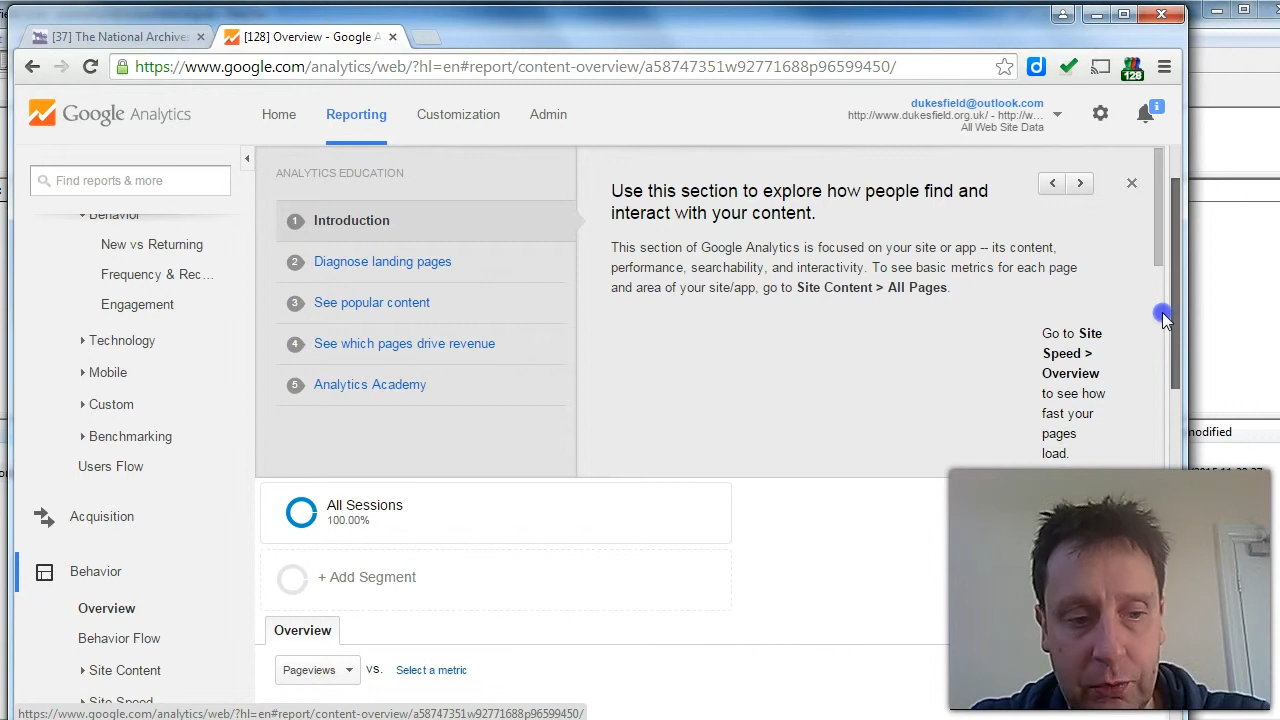 [37] The National Archives
[128] Overview - Google A
https://www.google.com/analytics/web/?hl=en#report/content-overview/a58747351w92771688p96599450/
128
Google Analytics
Home
Reporting
Customization
Admin
dukesfield@outlook.com
http://www.dukesfield.org.uk/ - http://w...
All Web Site Data
i
Find reports & more
Behavior
New vs Returning
Frequency & Rec...
Engagement
Technology
Mobile
Custom
Benchmarking
Users Flow
Acquisition
Behavior
Overview
Behavior Flow
Site Content
Site Speed
ANALYTICS EDUCATION
1 Introduction
2 Diagnose landing pages
3 See popular content
4 See which pages drive revenue
5 Analytics Academy
Use this section to explore how people find and
interact with your content.
This section of Google Analytics is focused on your site or app -- its content,
performance, searchability, and interactivity. To see basic metrics for each page
and area of your site/app, go to Site Content > All Pages.
Go to Site
Speed >
Overview
to see how
fast your
pages
load.
All Sessions
100.00%
+ Add Segment
Overview
Pageviews
VS.
Select a metric
modified
https://www.google.com/analytics/web/?hl=en#report/content-overview/a58747351w92771688p96599450/